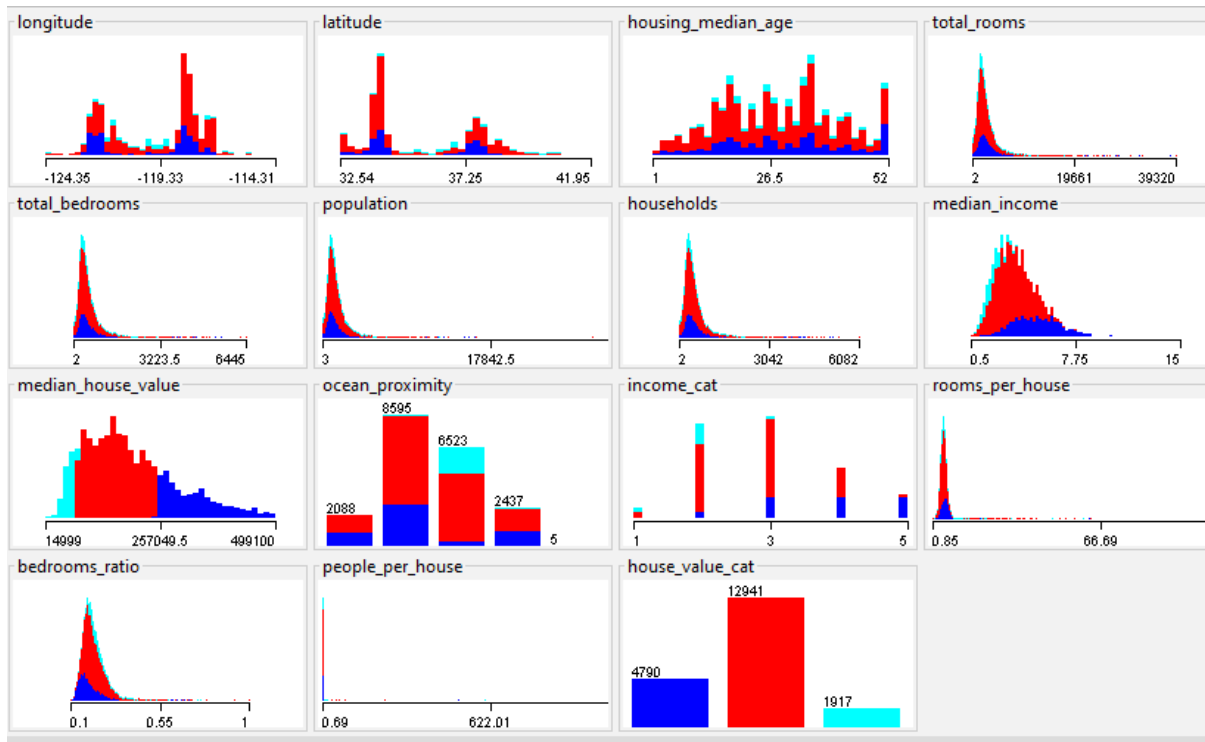 longitude
-124.35 -119.33 -114.31
latitude
32.54 37.25 41.95
housing_median_age
1 26.5 52
total_rooms
2 19661 39320
total_bedrooms
2 3223.5 6445
population
3 17842.5
households
2 3042 6082
median_income
0.5 7.75 15
median_house_value
14999 257049.5 499100
ocean_proximity
2088 8595 6523 2437 5
income_cat
1 3 5
rooms_per_house
0.85 66.69
bedrooms_ratio
0.1 0.55 1
people_per_house
0.69 622.01
house_value_cat
4790 12941 1917